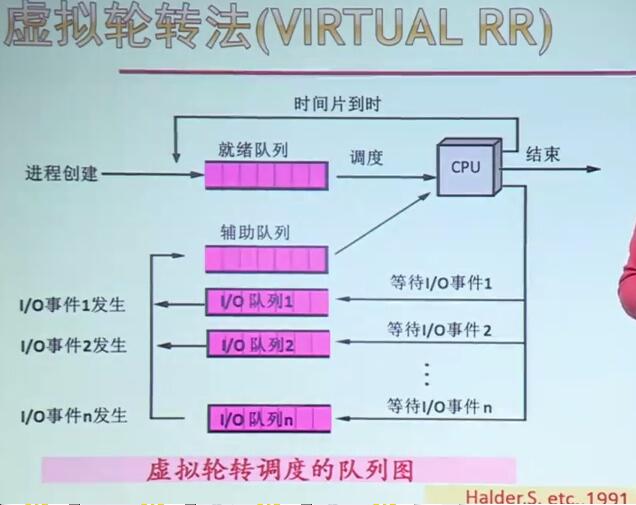 虚拟轮转法(VIRTUAL RR)
时间片到时
就绪队列
调度
CPU
结束
进程创建
辅助队列
等待I/O事件1
I/O事件1发生
I/O 队列1
等待I/O事件2
I/O事件2发生
I/O 队列2
⋮
等待I/O事件n
I/O事件n发生
I/O 队列n
虚拟轮转调度的队列图
Halder.S. etc..1991